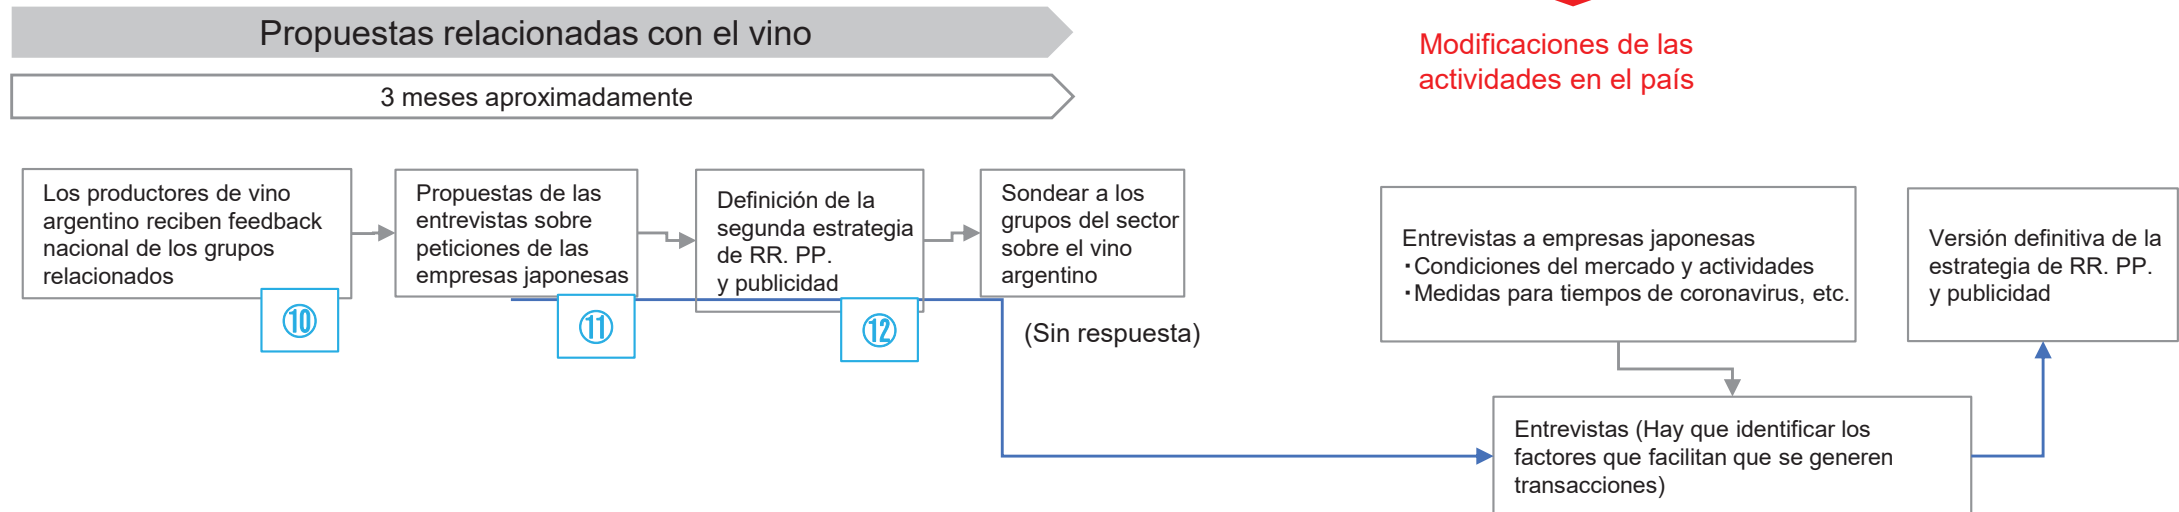 Propuestas relacionadas con el vino
3 meses aproximadamente
Modificaciones de las
actividades en el país
Los productores de vino
argentino reciben feedback
nacional de los grupos
relacionados
⑩
Propuestas de las
entrevistas sobre
peticiones de las
empresas japonesas
⑪
Definición de la
segunda estrategia
de RR. PP.
y publicidad
⑫
Sondear a los
grupos del sector
sobre el vino
argentino
(Sin respuesta)
Entrevistas a empresas japonesas
・Condiciones del mercado y actividades
・Medidas para tiempos de coronavirus, etc.
Versión definitiva de la
estrategia de RR. PP.
y publicidad
Entrevistas (Hay que identificar los
factores que facilitan que se generen
transacciones)